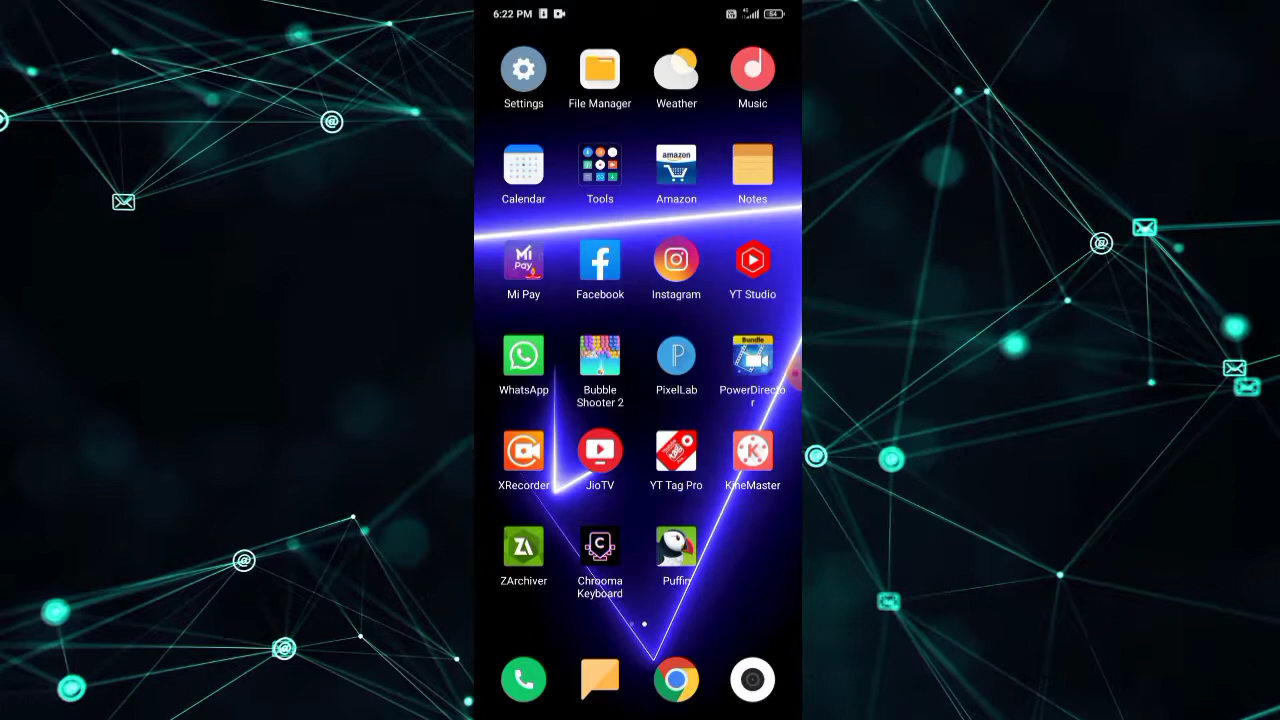 6:22 PM
54
Settings
File Manager
Weather
Music
amazon
Calendar
Tools
Amazon
Notes
Mi
Pay
Mi Pay
Facebook
Instagram
YT Studio
Bundle
WhatsApp
Bubble
Shooter 2
PixelLab
PowerDirecto
r
XRecorder
JioTV
YT Tag Pro
KineMaster
ZA
ZArchiver
Chrooma
Keyboard
Puffin